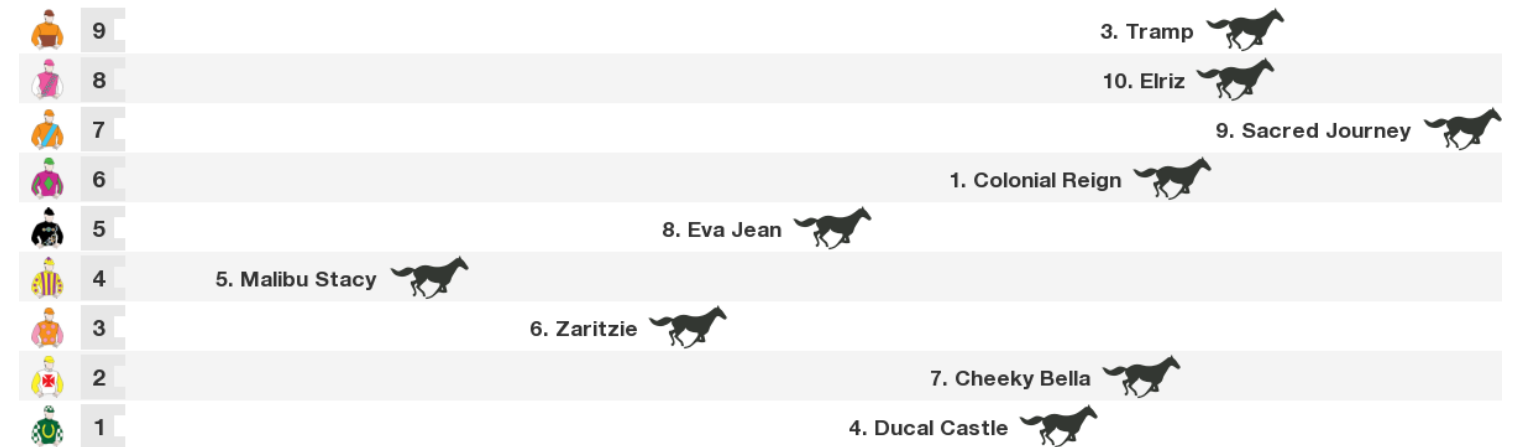 9 3. Tramp
8 10. Elriz
7 9. Sacred Journey
6 1. Colonial Reign
5 8. Eva Jean
4 5. Malibu Stacy
3 6. Zaritzie
2 7. Cheeky Bella
1 4. Ducal Castle